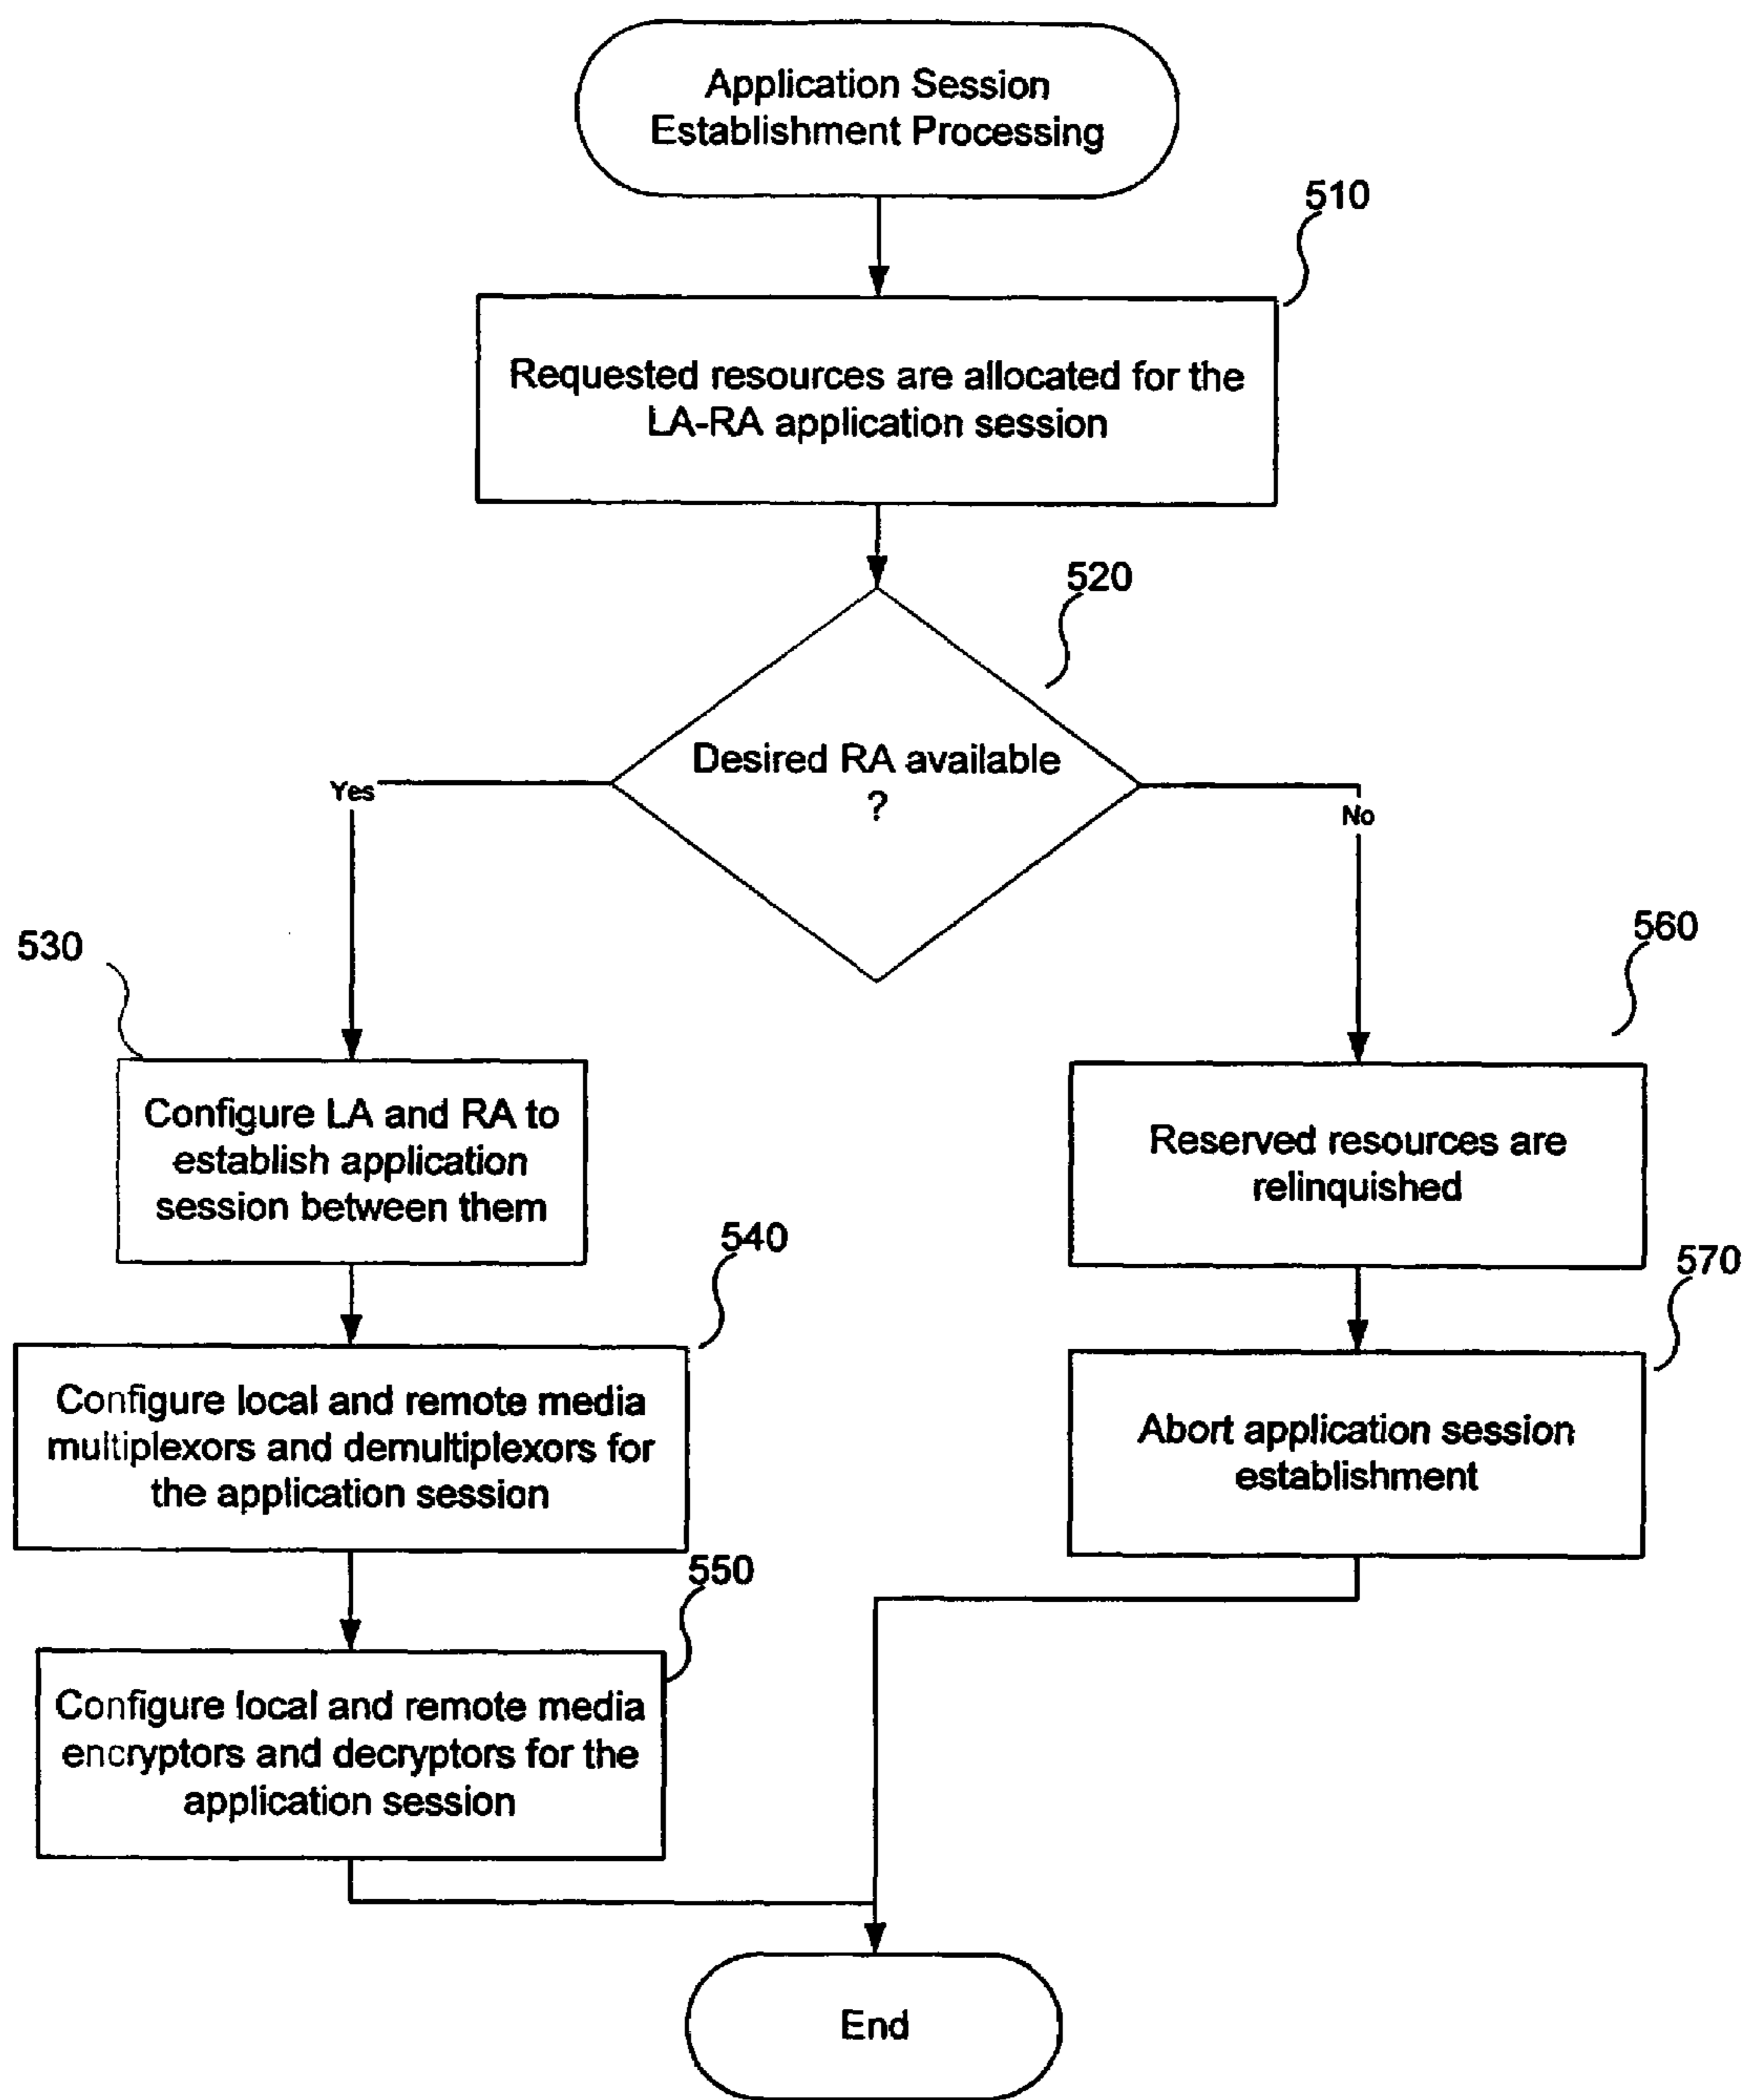 Application Session
Establishment Processing
510
Requested resources are allocated for the
LA-RA application session
520
Desired RA available
?
Yes
No
530
Configure LA and RA to
establish application
session between them
560
Reserved resources are
relinquished
540
Configure local and remote media
multiplexors and demultiplexors for
the application session
570
Abort application session
establishment
550
Configure local and remote media
encryptors and decryptors for the
application session
End